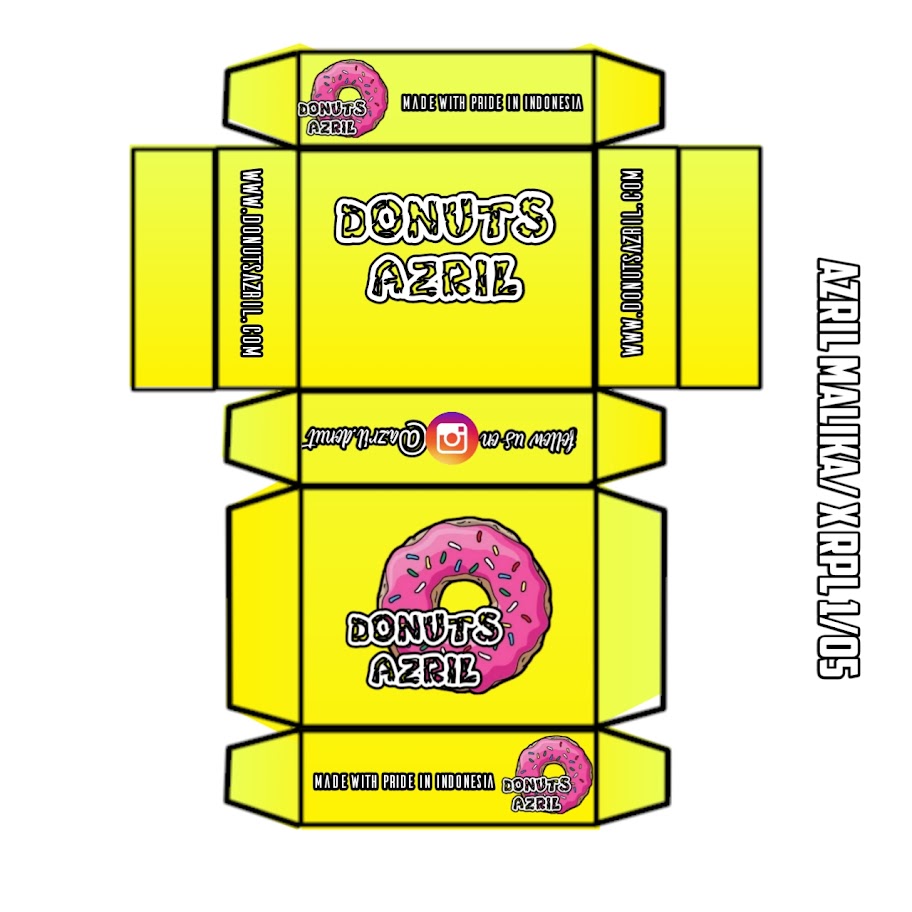 DONUTS
AZRIL
MADE WITH PRIDE IN INDONESIA
WWW.DONUTSAZRIL.COM
DONUTS
AZRIL
WWW.DONUTSAZRIL.COM
follow us on @azril.donut
DONUTS
AZRIL
MADE WITH PRIDE IN INDONESIA
DONUTS
AZRIL
AZRIL MALIKA/ X RPL 1/05